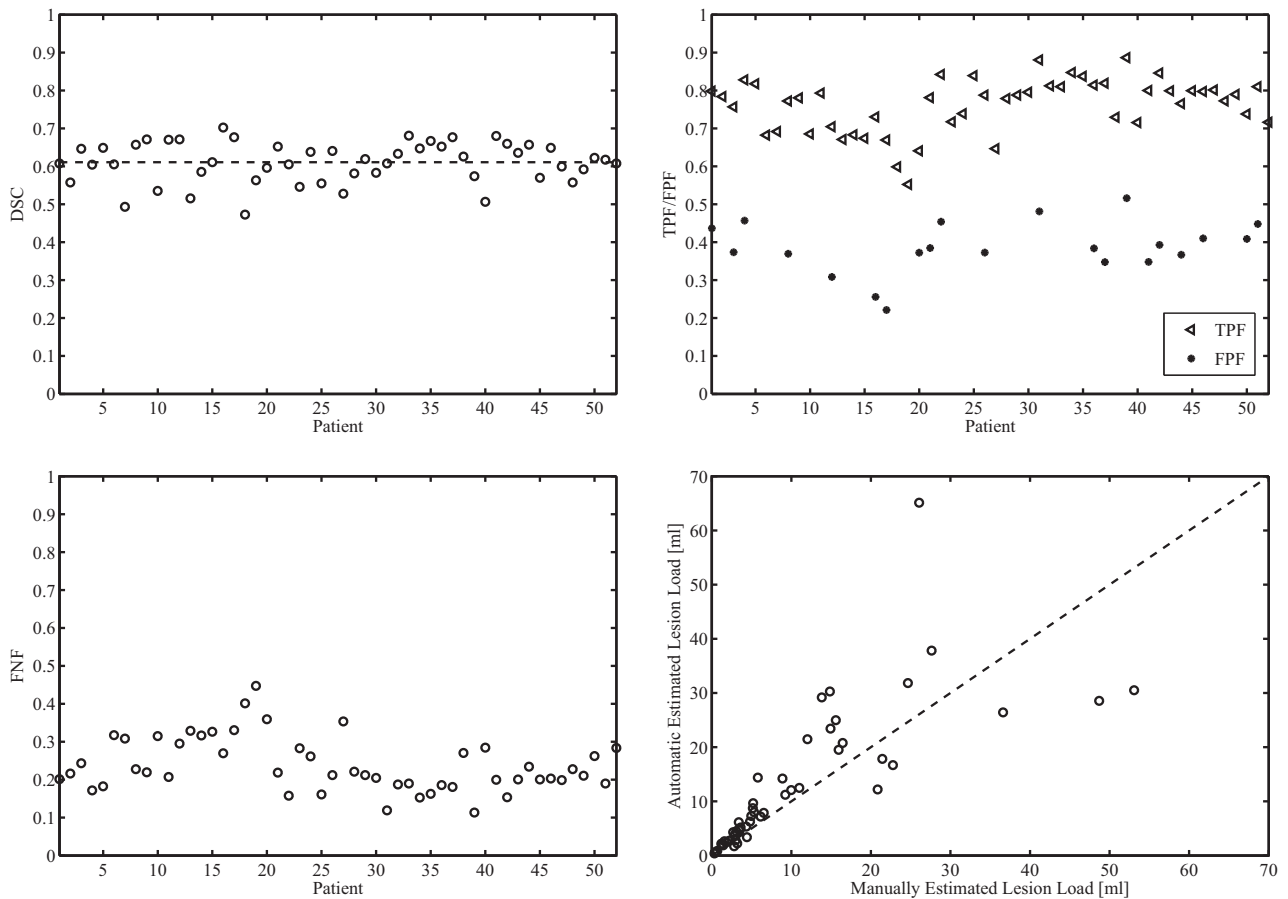 1
0.9
0.8
0.7
0.6
0.5
0.4
0.3
0.2
0.1
0
DSC
5 10 15 20 25 30 35 40 45 50
Patient
1
0.9
0.8
0.7
0.6
0.5
0.4
0.3
0.2
0.1
0
TPF/FPF
TPF
FPF
5 10 15 20 25 30 35 40 45 50
Patient
1
0.9
0.8
0.7
0.6
0.5
0.4
0.3
0.2
0.1
0
FNF
5 10 15 20 25 30 35 40 45 50
Patient
70
60
50
40
30
20
10
0
Automatic Estimated Lesion Load [ml]
0 10 20 30 40 50 60 70
Manually Estimated Lesion Load [ml]